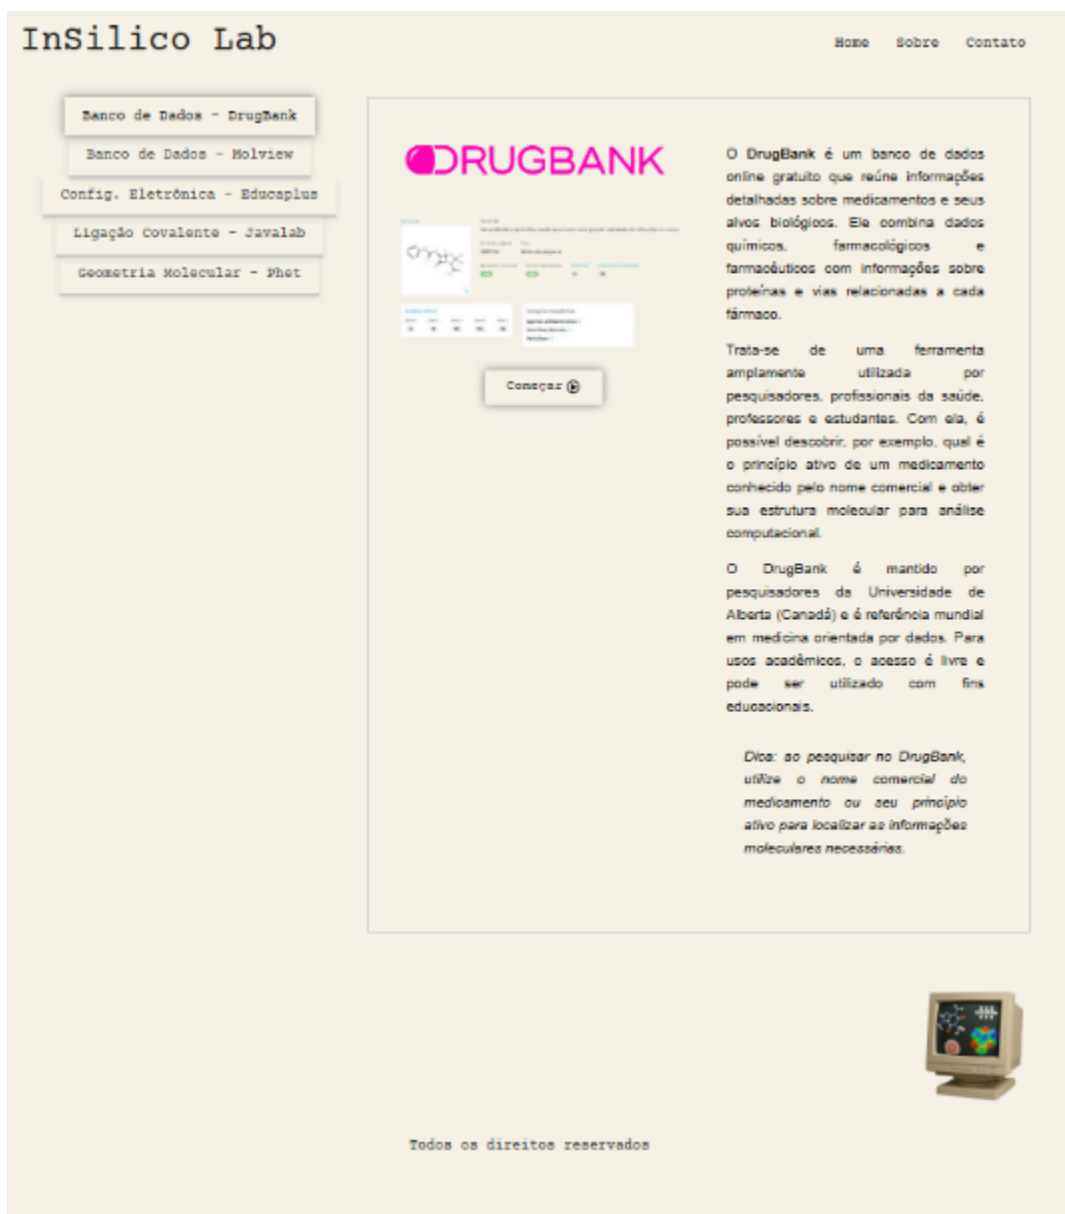 InSilico Lab
Home Sobre Contato
Banco de Dados - DrugBank
Banco de Dados - Molview
Config. Eletrônica - Educaplus
Ligação Covalente - Javalab
Geometria Molecular - Phet
DRUGBANK
Começar
O DrugBank é um banco de dados
online gratuito que reúne informações
detalhadas sobre medicamentos e seus
alvos biológicos. Ele combina dados
químicos, farmacológicos e
farmacêuticos com informações sobre
proteínas e vias relacionadas a cada
fármaco.
Trata-se de uma ferramenta
amplamente utilizada por
pesquisadores, profissionais da saúde,
professores e estudantes. Com ela, é
possível descobrir, por exemplo, qual é
o princípio ativo de um medicamento
conhecido pelo nome comercial e obter
sua estrutura molecular para análise
computacional.
O DrugBank é mantido por
pesquisadores da Universidade de
Alberta (Canadá) e é referência mundial
em medicina orientada por dados. Para
usos acadêmicos, o acesso é livre e
pode ser utilizado com fins
educacionais.
Dica: ao pesquisar no DrugBank,
utilize o nome comercial do
medicamento ou seu princípio
ativo para localizar as informações
moleculares necessárias.
Todos os direitos reservados